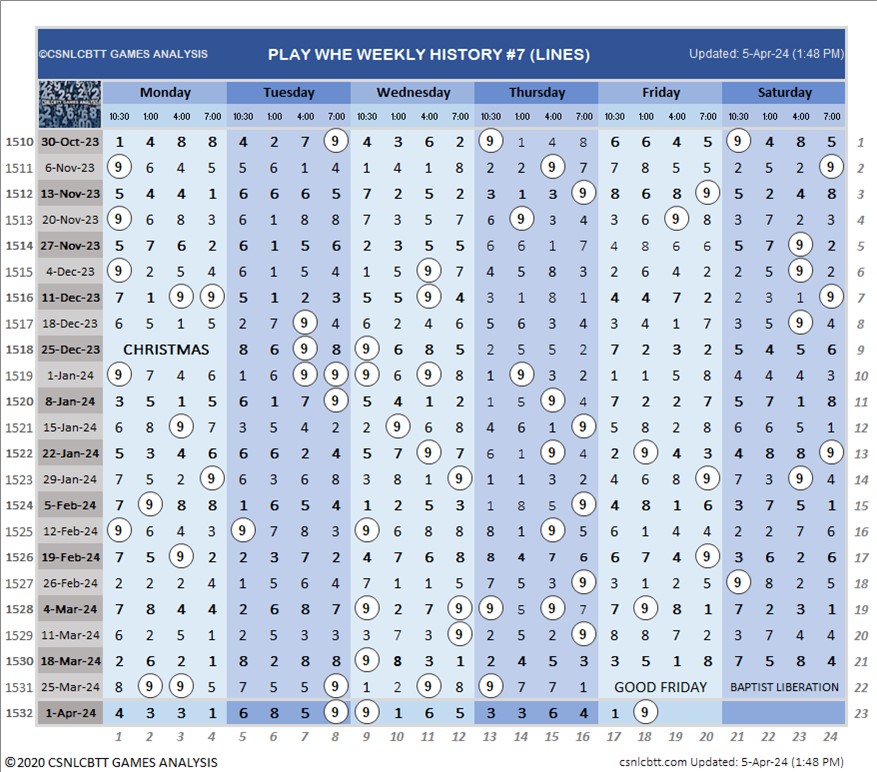 ©CSNLCBTT GAMES ANALYSIS PLAY WHE WEEKLY HISTORY #7 (LINES) Updated: 5-Apr-24 (1:48 PM)
Monday Tuesday Wednesday Thursday Friday Saturday
10:30 1:00 4:00 7:00 10:30 1:00 4:00 7:00 10:30 1:00 4:00 7:00 10:30 1:00 4:00 7:00 10:30 1:00 4:00 7:00 10:30 1:00 4:00 7:00
1510 30-Oct-23 1 4 8 8 4 2 7 9 4 3 6 2 9 1 4 8 6 6 4 5 9 4 8 5 1
1511 6-Nov-23 9 6 4 5 5 6 1 4 1 4 1 8 2 2 9 4 7 8 5 5 2 5 2 9 2
1512 13-Nov-23 5 4 4 1 6 6 6 5 7 2 5 2 3 1 3 9 8 6 8 9 5 2 4 8 3
1513 20-Nov-23 9 6 8 3 6 1 8 8 7 3 5 7 6 9 3 4 3 6 9 8 3 7 2 3 4
1514 27-Nov-23 5 7 6 2 6 1 5 6 2 3 5 5 6 6 1 7 4 8 6 6 5 7 9 2 5
1515 4-Dec-23 9 2 5 4 6 1 5 4 1 5 9 7 4 5 8 3 2 6 4 2 2 5 9 2 6
1516 11-Dec-23 7 1 9 9 5 1 2 3 5 5 9 4 3 1 8 1 4 4 7 2 2 3 1 9 7
1517 18-Dec-23 6 5 1 5 2 7 9 4 6 2 4 6 5 6 3 4 3 4 1 7 3 5 9 4 8
1518 25-Dec-23 CHRISTMAS 8 6 9 8 9 6 8 5 2 5 5 2 7 2 3 2 5 4 5 6 9
1519 1-Jan-24 9 7 4 6 1 6 9 9 9 6 9 8 1 9 3 2 1 1 5 8 4 4 4 3 10
1520 8-Jan-24 3 5 1 5 6 1 7 9 5 4 1 2 1 5 9 4 7 2 2 7 5 7 1 8 11
1521 15-Jan-24 6 8 9 7 3 5 4 2 2 9 6 8 4 6 1 9 5 8 2 8 6 6 5 1 12
1522 22-Jan-24 5 3 4 6 6 6 2 4 5 7 9 7 6 1 9 4 2 9 4 3 4 8 8 9 13
1523 29-Jan-24 7 5 2 9 6 3 6 8 3 8 1 9 1 1 3 2 4 6 8 9 7 3 9 4 14
1524 5-Feb-24 7 9 8 8 1 6 5 4 1 2 5 3 1 8 5 9 4 8 1 6 3 7 5 1 15
1525 12-Feb-24 9 6 4 3 9 7 8 3 9 6 8 8 8 1 9 5 6 1 4 4 2 2 7 6 16
1526 19-Feb-24 7 5 9 2 2 3 7 2 4 7 6 8 8 4 7 6 6 7 4 9 3 6 2 6 17
1527 26-Feb-24 2 2 2 4 1 5 6 4 7 1 1 5 7 5 3 9 3 1 2 5 9 8 2 5 18
1528 4-Mar-24 7 8 4 4 2 6 8 7 9 2 7 9 9 5 9 7 7 9 8 1 7 2 3 1 19
1529 11-Mar-24 6 2 5 1 2 5 3 3 3 7 3 9 2 5 2 9 8 8 7 2 3 7 4 4 20
1530 18-Mar-24 2 6 2 1 8 2 8 8 9 8 3 1 2 4 5 3 3 5 1 8 7 5 8 4 21
1531 25-Mar-24 8 9 9 5 7 5 5 9 1 2 9 8 9 7 7 1 GOOD FRIDAY BAPTIST LIBERATION 22
1532 1-Apr-24 4 3 3 1 6 8 5 9 9 1 6 5 3 3 6 4 1 9 23
1 2 3 4 5 6 7 8 9 10 11 12 13 14 15 16 17 18 19 20 21 22 23 24
©2020 CSNLCBTT GAMES ANALYSIS csnlcbtt.com Updated: 5-Apr-24 (1:48 PM)